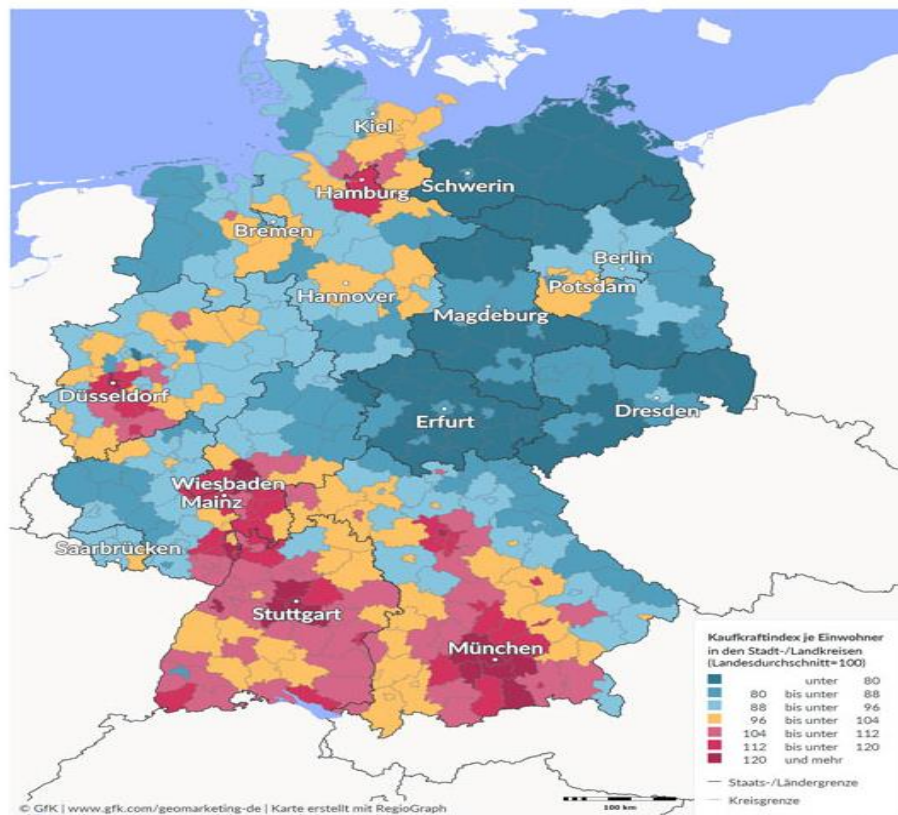 Kiel
Hamburg
Schwerin
Bremen
Berlin
Hannover
Potsdam
Magdeburg
Düsseldorf
Erfurt
Dresden
Wiesbaden
Mainz
Saarbrücken
Stuttgart
München
Kaufkraftindex je Einwohner
in den Stadt-/Landkreisen
(Landesdurchschnitt=100)
unter 80
80 bis unter 88
88 bis unter 96
96 bis unter 104
104 bis unter 112
112 bis unter 120
120 und mehr
Staats-/Ländergrenze
Kreisgrenze
© GfK | www.gfk.com/geomarketing-de | Karte erstellt mit RegioGraph
100 km